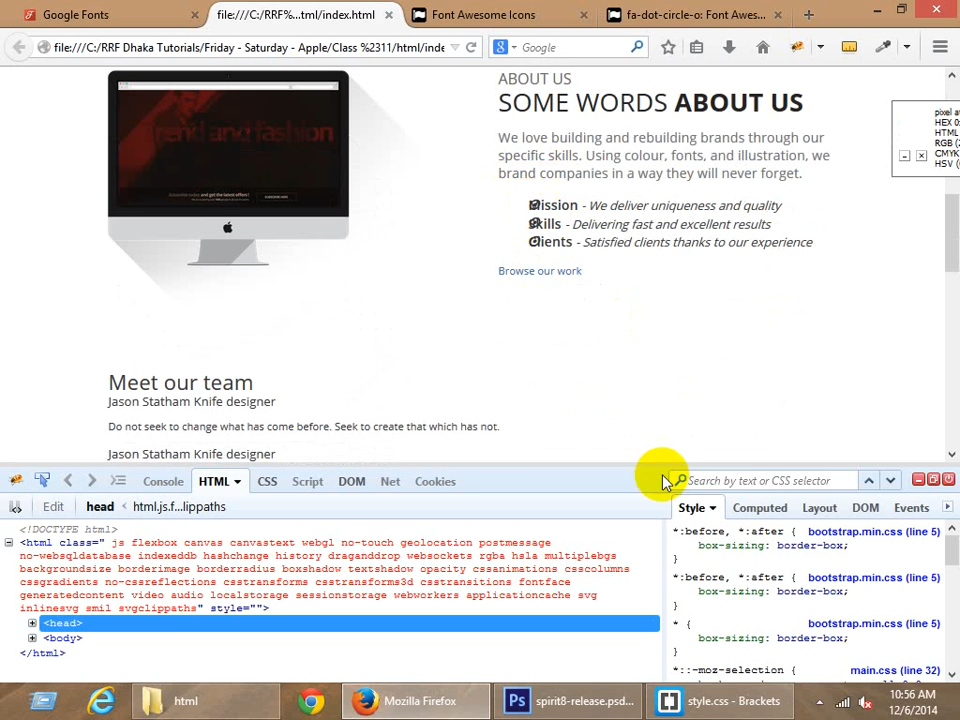 Google Fonts
file:///C:/RRF%...tml/index.html
Font Awesome Icons
fa-dot-circle-o: Font Awes...
file:///C:/RRF Dhaka Tutorials/Friday - Saturday - Apple/Class %2311/html/inde
Google
Trend and fashion
ABOUT US
SOME WORDS ABOUT US
We love building and rebuilding brands through our
specific skills. Using colour, fonts, and illustration, we
brand companies in a way they will never forget.
Mission - We deliver uniqueness and quality
Skills - Delivering fast and excellent results
Clients - Satisfied clients thanks to our experience
Browse our work
pixel at
HEX 0
HTML
RGB (2
CMYK
HSV (
Meet our team
Jason Statham Knife designer
Do not seek to change what has come before. Seek to create that which has not.
Jason Statham Knife designer
Console
HTML
CSS
Script
DOM
Net
Cookies
Search by text or CSS selector
Edit
head
html.js.f...lippaths
Style
Computed
Layout
DOM
Events
<!DOCTYPE html>
<html class=" js flexbox canvas canvastext webgl no-touch geolocation postmessage
no-websqldatabase indexeddb hashchange history draganddrop websockets rgba hsla multiplebgs
backgroundsize borderimage borderradius boxshadow textshadow opacity cssanimations csscolumns
cssgradients no-cssreflections csstransforms csstransforms3d csstransitions fontface
generatedcontent video audio localstorage sessionstorage webworkers applicationcache svg
inlinesvg smil svgclippaths" style="">
<head>
<body>
</html>
*:before, *:after { bootstrap.min.css (line 5)
box-sizing: border-box;
}
*:before, *:after { bootstrap.min.css (line 5)
box-sizing: border-box;
}
* { bootstrap.min.css (line 5)
box-sizing: border-box;
}
*::-moz-selection { main.css (line 32)
html
Mozilla Firefox
spirit8-release.psd...
style.css - Brackets
10:56 AM
12/6/2014